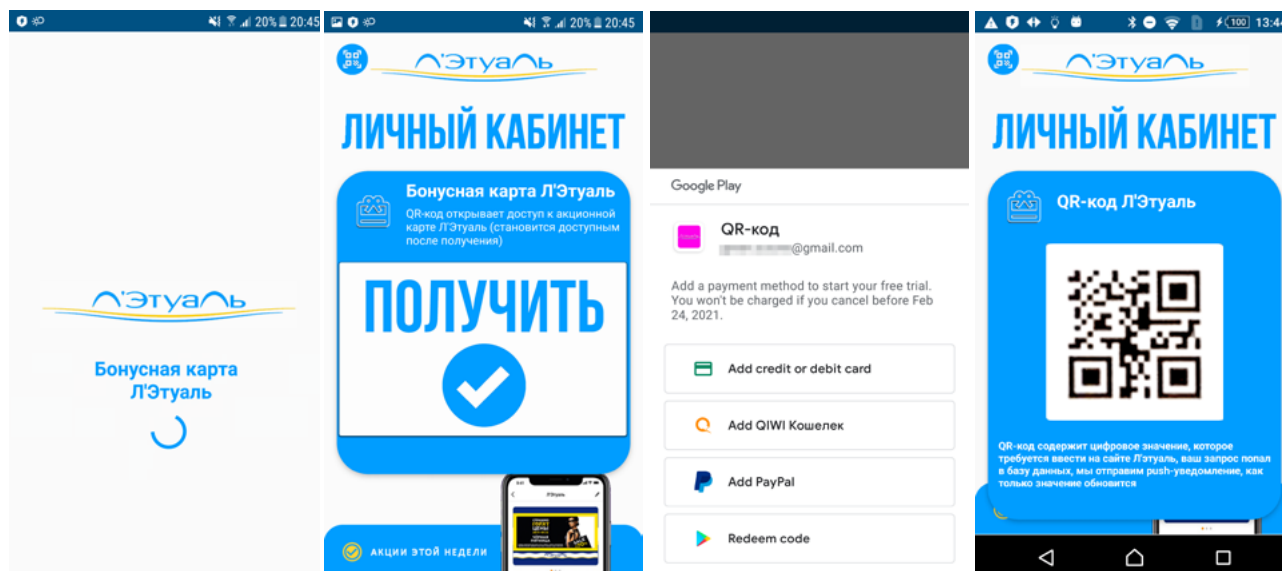 20% 20:45
Л'Этуаль
Бонусная карта
Л'Этуаль
20% 20:45
Л'Этуаль
ЛИЧНЫЙ КАБИНЕТ
Бонусная карта Л'Этуаль
QR-код открывает доступ к акционной
карте Л'Этуаль (становится доступным
после получения)
ПОЛУЧИТЬ
АКЦИИ ЭТОЙ НЕДЕЛИ
Л'Этуаль
Google Play
QR-код
@gmail.com
Add a payment method to start your free trial.
You won't be charged if you cancel before Feb
24, 2021.
Add credit or debit card
Add QIWI Кошелек
Add PayPal
Redeem code
100 13:44
Л'Этуаль
ЛИЧНЫЙ КАБИНЕТ
QR-код Л'Этуаль
QR-код содержит цифровое значение, которое
требуется ввести на сайте Л'Этуаль, ваш запрос попал
в базу данных, мы отправим push-уведомление, как
только значение обновится